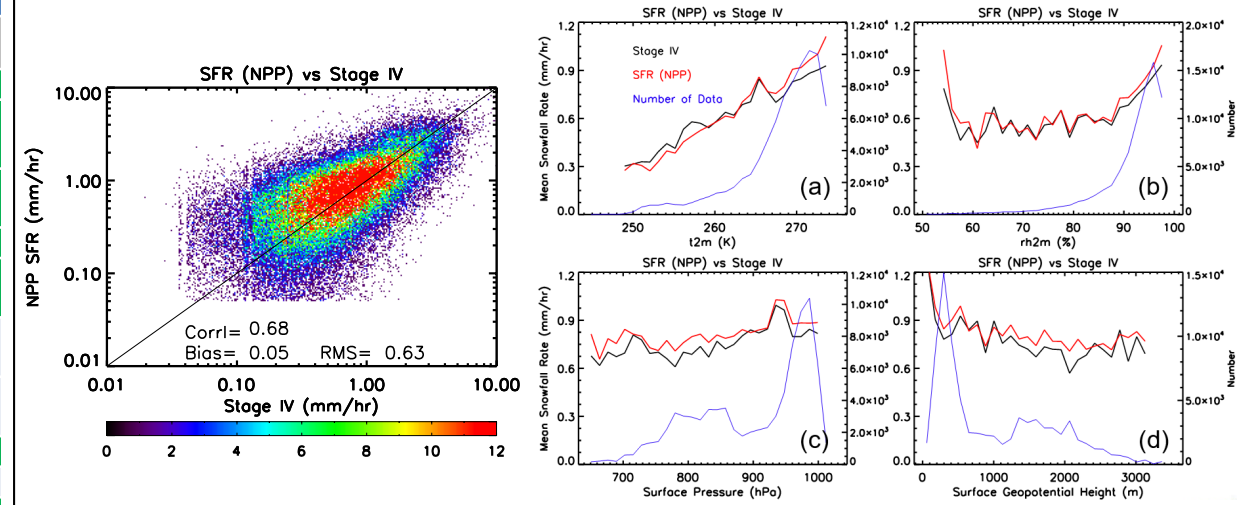 SFR (NPP) vs Stage IV
10.00
1.00
0.10
0.01
NPP SFR (mm/hr)
Corrl= 0.68
Bias= 0.05 RMS= 0.63
0.01 0.10 1.00 10.00
Stage IV (mm/hr)
0 2 4 6 8 10 12
SFR (NPP) vs Stage IV
1.2
0.9
0.6
0.3
0.0
Mean Snowfall Rate (mm/hr)
Stage IV
SFR (NPP)
Number of Data
(a)
1.2×10⁴
1.0×10⁴
8.0×10³
6.0×10³
4.0×10³
2.0×10³
0
250 260 270
t2m (K)
SFR (NPP) vs Stage IV
1.2
0.9
0.6
0.3
0.0
(b)
2.0×10⁴
1.5×10⁴
1.0×10⁴
5.0×10³
0
Number
50 60 70 80 90 100
rh2m (%)
SFR (NPP) vs Stage IV
1.2
0.9
0.6
0.3
0.0
Mean Snowfall Rate (mm/hr)
(c)
1.2×10⁴
1.0×10⁴
8.0×10³
6.0×10³
4.0×10³
2.0×10³
0
700 800 900 1000
Surface Pressure (hPa)
SFR (NPP) vs Stage IV
1.2
0.9
0.6
0.3
0.0
(d)
1.5×10⁴
1.0×10⁴
5.0×10³
0
Number
0 1000 2000 3000
Surface Geopotential Height (m)